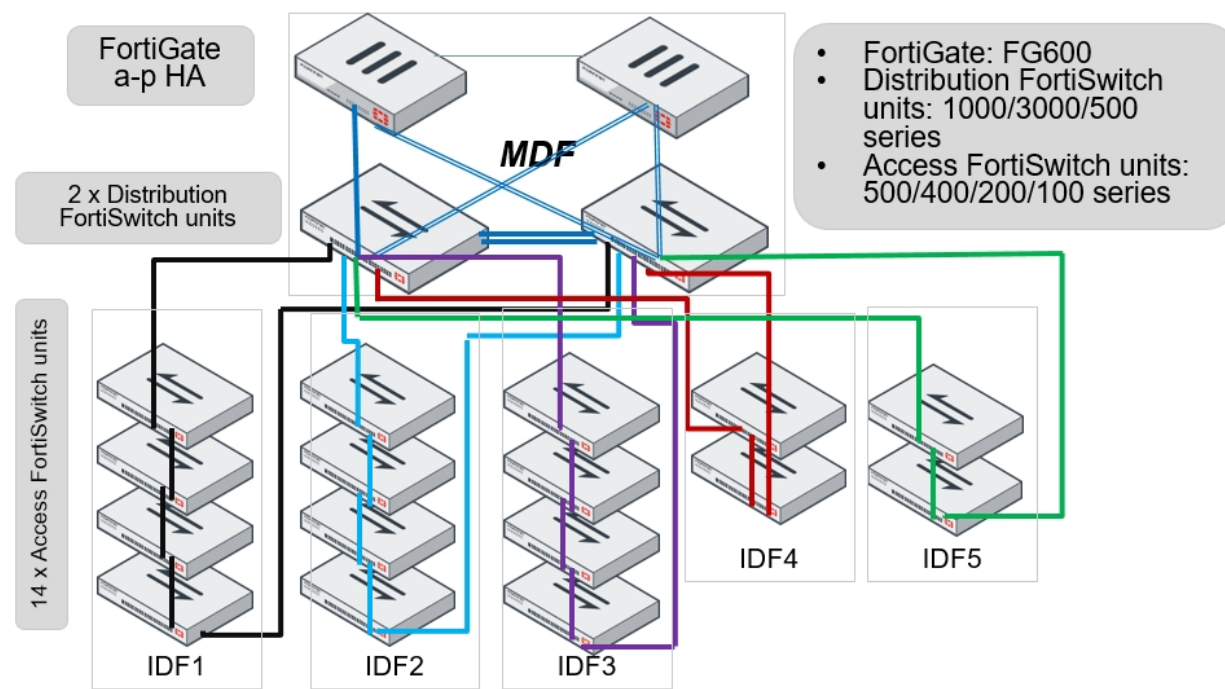 FortiGate
a-p HA
• FortiGate: FG600
• Distribution FortiSwitch
units: 1000/3000/500
series
• Access FortiSwitch units:
500/400/200/100 series
MDF
2 x Distribution
FortiSwitch units
14 x Access FortiSwitch units
IDF1
IDF2
IDF3
IDF4
IDF5